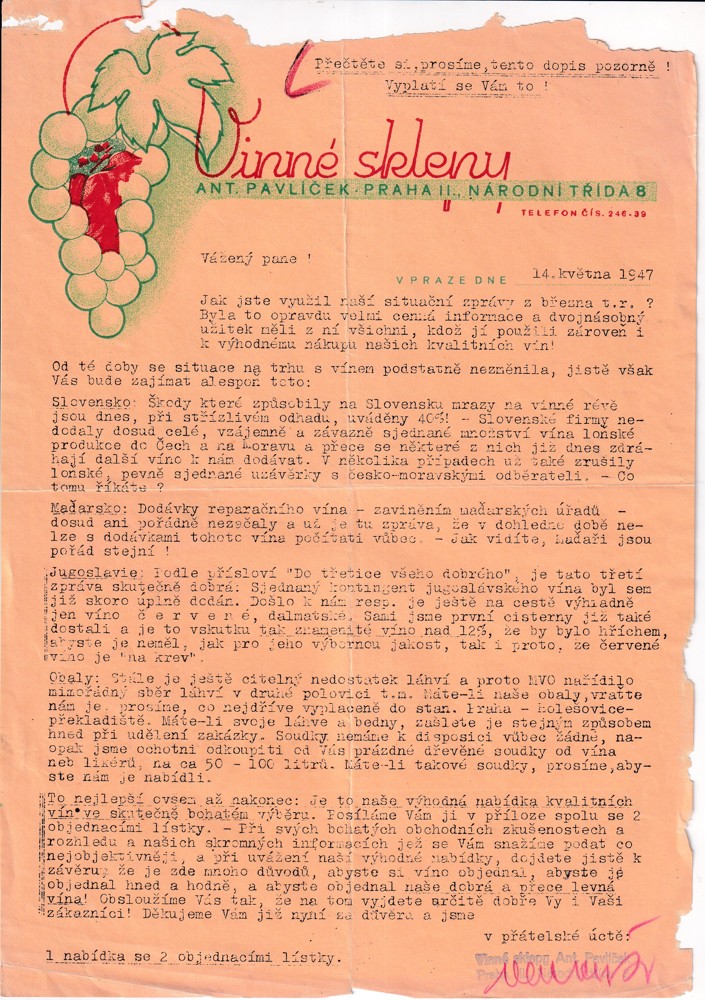 Přečtěte si,prosíme,tento dopis pozorně !
Vyplatí se Vám to !
Vinné sklepy
ANT. PAVLÍČEK - PRAHA II., NÁRODNÍ TŘÍDA 8
TELEFON ČÍS. 246-39
Vážený pane !
V PRAZE DNE 14.května 1947
Jak jste využil naší situační zprávy z března t.r. ?
Byla to opravdu velmi cenná informace a dvojnásobný
užitek měli z ní všichni, kdož jí použili zároveň i
k výhodnému nákupu našich kvalitních vín!
Od té doby se situace na trhu s vínem podstatně nezměnila, jistě však
Vás bude zajímat alespoň toto:
Slovensko: Škody které způsobily na Slovensku mrazy na vinné révě
jsou dnes, při střízlivém odhadu, uváděny 40%! - Slovenské firmy ne-
dodaly dosud celé, vzájemně a závazně sjednané množství vína loňské
produkce do Čech a na Moravu a přece se některé z nich již dnes zdrá-
hají další víno k nám dodávat. V několika případech už také zrušily
loňské, pevně sjednané uzávěrky s česko-moravskými odběrateli. - Co
tomu říkáte ?
Maďarsko: Dodávky reparačního vína - zaviněním maďarských úřadů -
dosud ani pořádně nezačaly a už je tu zpráva, že v dohledné době ne-
lze s dodávkami tohoto vína počítati vůbec. - Jak vidíte, Maďaři jsou
pořád stejní !
Jugoslavie: Podle přísloví "Do třetice všeho dobrého", je tato třetí
zpráva skutečně dobrá: Sjednaný kontingent jugoslávského vína byl sem
již skoro úplně dodán. Došlo k nám resp. je ještě na cestě výhradně
jen víno č e r v e n é, dalmatské. Sami jsme první cisterny již také
dostali a je to vskutku tak znamenité víno nad 12%, že by bylo hříchem,
abyste je neměl, jak pro jeho výbornou jakost, tak i proto, že červené
víno je "na krev".
Obaly: Stále je ještě citelný nedostatek láhví a proto MVO nařídilo
mimořádný sběr láhví v druhé polovici t.m. Máte-li naše obaly,vraťte
nám je, prosíme, co nejdříve vyplaceně do stan. Praha - holešovice-
překladiště. Máte-li svoje láhve a bedny, zašlete je stejným způsobem
hned při udělení zakázky. Soudky nemáme k disposici vůbec žádné, na-
opak jsme ochotni odkoupiti od Vás prázdné dřevěné soudky od vína
neb likérů, na ca 50 - 100 litrů. Máte-li takové soudky, prosíme,aby-
ste nám je nabídli.
To nejlepší ovšem až nakonec: Je to naše výhodná nabídka kvalitních
vín ve skutečně bohatém výběru. Posíláme Vám ji v příloze spolu se 2
objednacími lístky. - Při svých bohatých obchodních zkušenostech a
rozhledu a našich skromných informacích jež se Vám snažíme podat co
nejobjektivněji, a při uvážení naší výhodné nabídky, dojdete jistě k
závěru, že je zde mnoho důvodů, abyste si víno objednal, abyste je
objednal hned a hodně, a abyste objednal naše dobrá a přece levná
vína! Obsloužíme Vás tak, že na tom vyjdete určitě dobře Vy i Vaši
zákazníci! Děkujeme Vám již nyní za důvěru a jsme
v přátelské úctě:
1 nabídka se 2 objednacími lístky.
Vinné sklepy Ant. Pavlíček